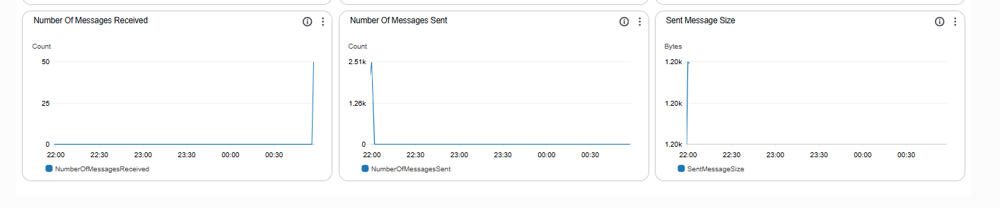 Number Of Messages Received
Count
50
25
0
22:00 22:30 23:00 23:30 00:00 00:30
NumberOfMessagesReceived
Number Of Messages Sent
Count
2.51k
1.26k
0
22:00 22:30 23:00 23:30 00:00 00:30
NumberOfMessagesSent
Sent Message Size
Bytes
1.20k
1.20k
1.20k
22:00 22:30 23:00 23:30 00:00 00:30
SentMessageSize